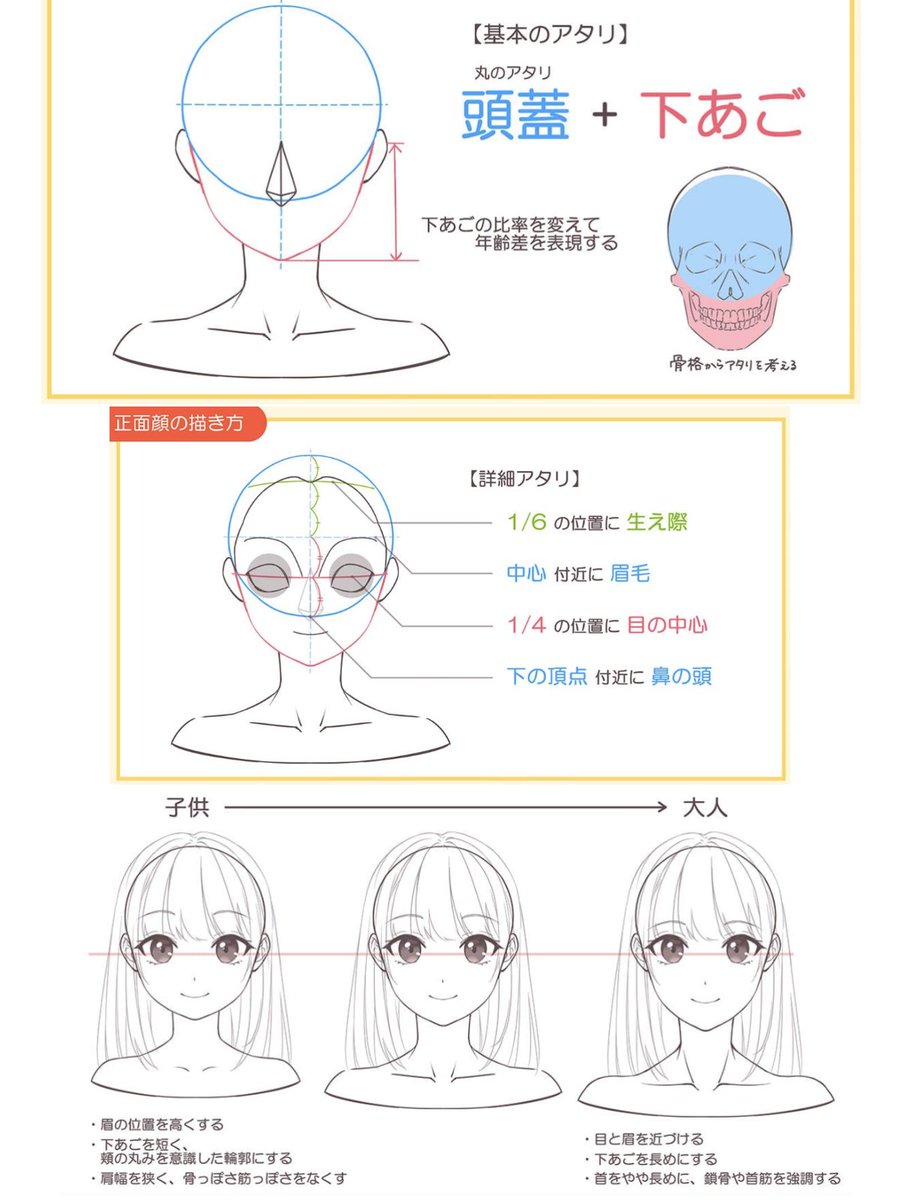 【基本のアタリ】
丸のアタリ
頭蓋 + 下あご
下あごの比率を変えて
年齢差を表現する
骨格からアタリを考える
正面顔の描き方
【詳細アタリ】
1/6 の位置に 生え際
中心 付近に 眉毛
1/4 の位置に 目の中心
下の頂点 付近に 鼻の頭
子供
大人
・眉の位置を高くする
・下あごを短く、
頬の丸みを意識した輪郭にする
・肩幅を狭く、骨っぽさ筋っぽさをなくす
・目と眉を近づける
・下あごを長めにする
・首をやや長めに、鎖骨や首筋を強調する